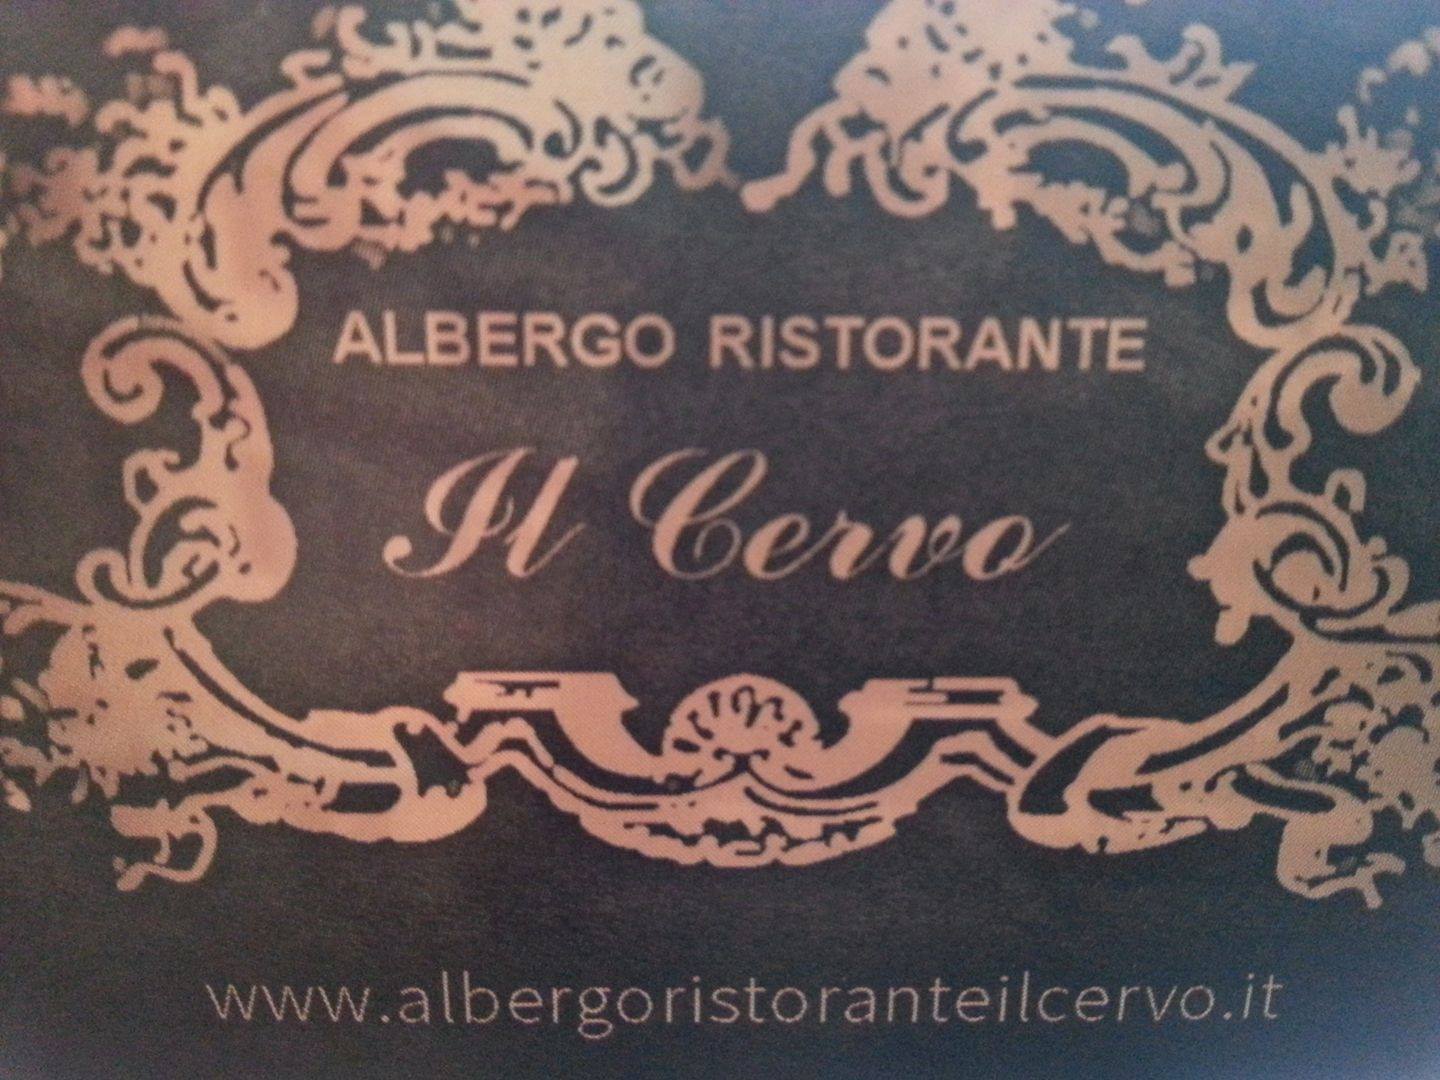 ALBERGO RISTORANTE
Il Cervo
www.albergoristoranteilcervo.it